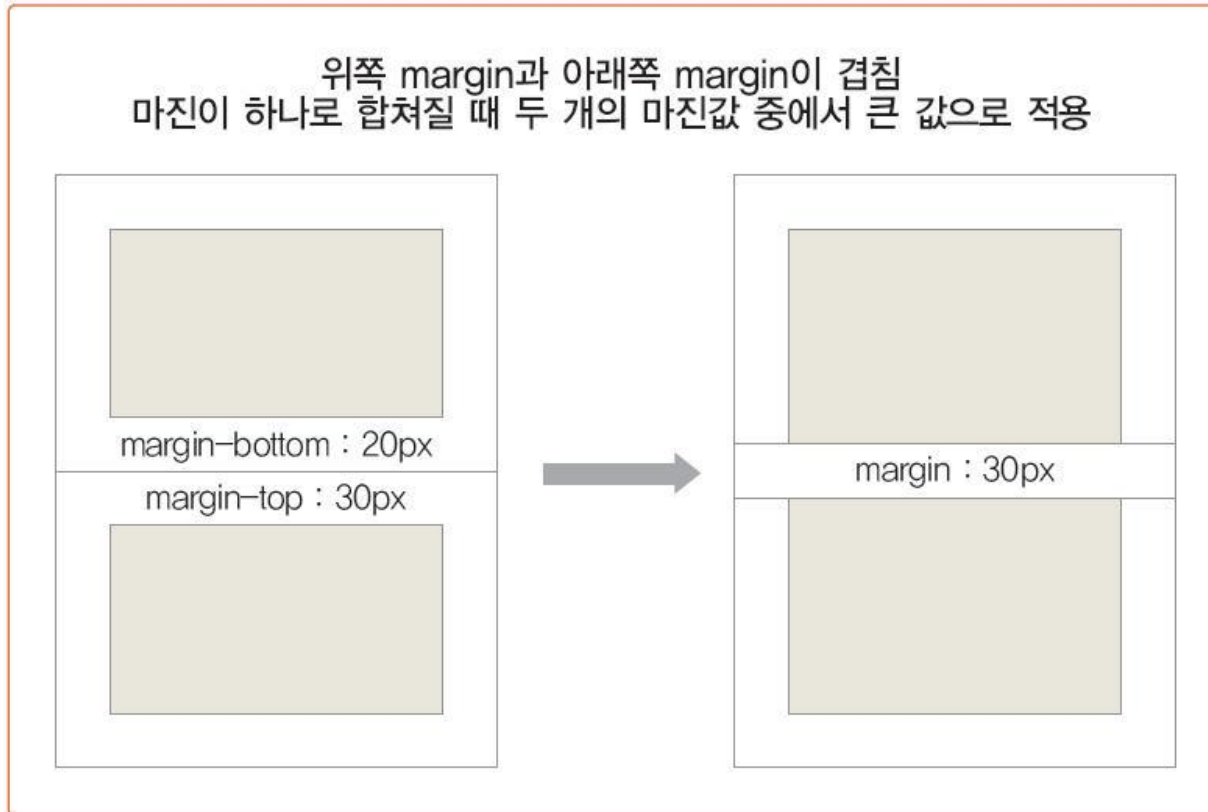 위쪽 margin과 아래쪽 margin이 겹침
마진이 하나로 합쳐질 때 두 개의 마진값 중에서 큰 값으로 적용
margin-bottom : 20px
margin-top : 30px
margin : 30px